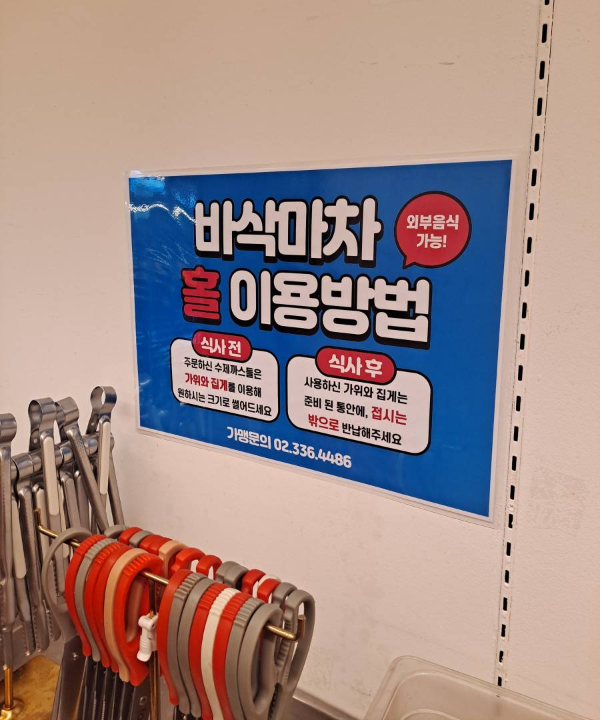 바삭마차
외부음식
가능!
홀 이용방법
식사 전
주문하신 수제까스들은
가위와 집게를 이용해
원하시는 크기로 썰어드세요
식사 후
사용하신 가위와 집게는
준비 된 통안에, 접시는
밖으로 반납해주세요
가맹문의 02.336.4486